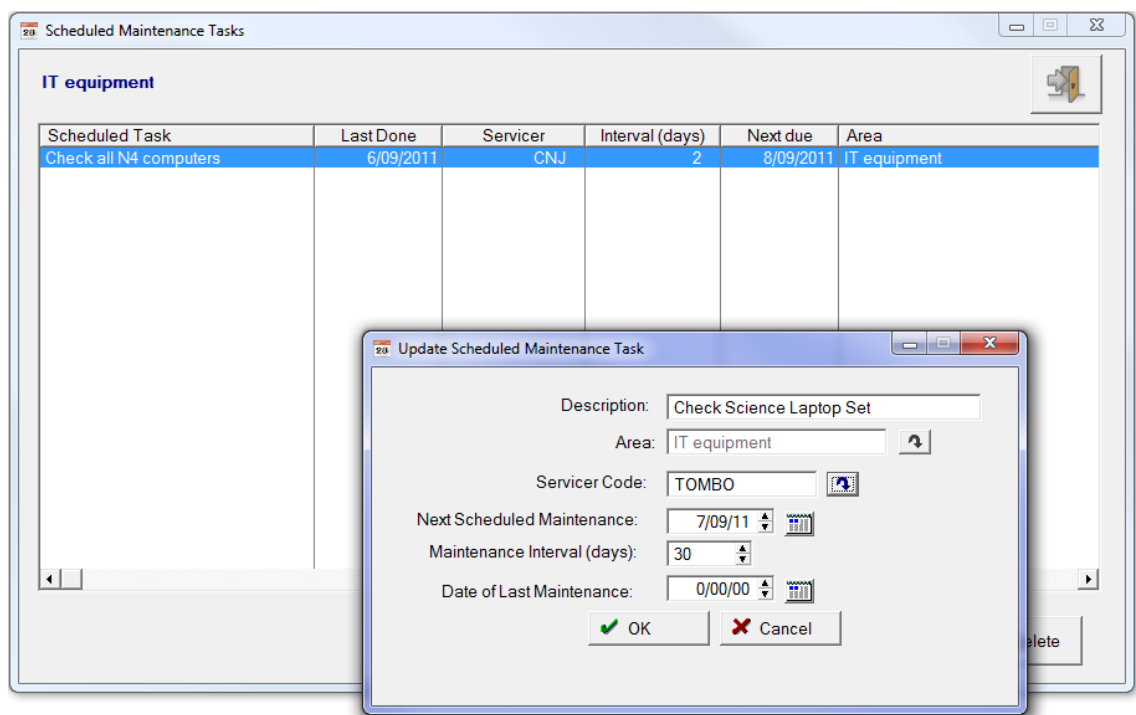 Scheduled Maintenance Tasks
IT equipment
Scheduled Task Last Done Servicer Interval (days) Next due Area
Check all N4 computers 6/09/2011 CNJ 2 8/09/2011 IT equipment
Update Scheduled Maintenance Task
Description: Check Science Laptop Set
Area: IT equipment
Servicer Code: TOMBO
Next Scheduled Maintenance: 7/09/11
Maintenance Interval (days): 30
Date of Last Maintenance: 0/00/00
OK Cancel
elete